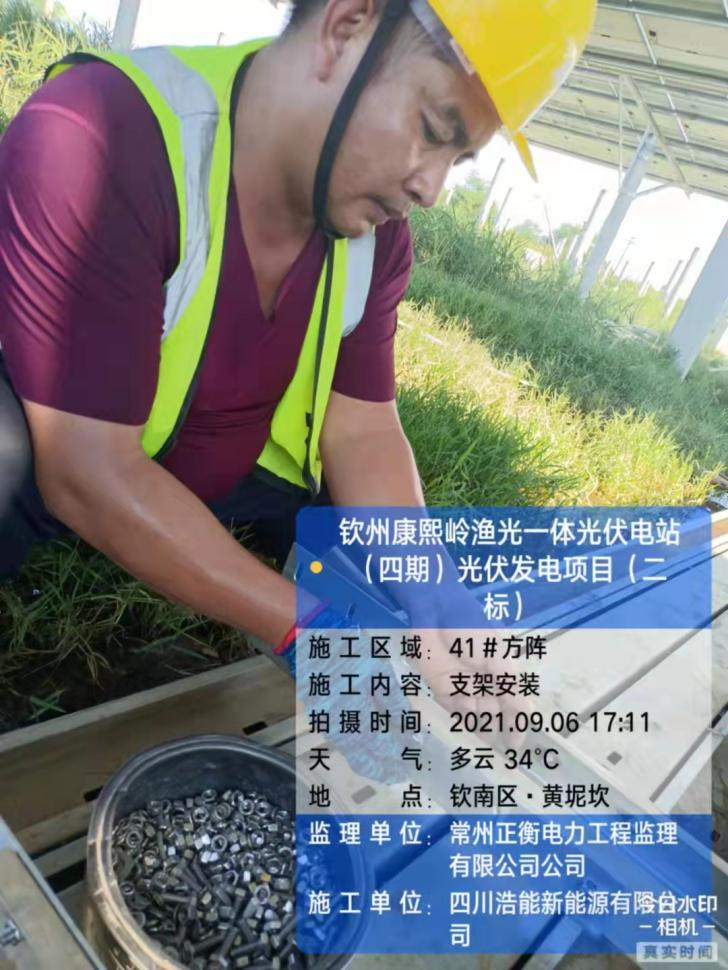 钦州康熙岭渔光一体光伏电站
（四期）光伏发电项目（二
标）
施工区域：41#方阵
施工内容：支架安装
拍摄时间：2021.09.06 17:11
天气：多云 34℃
地点：钦南区·黄坭坎
监理单位：常州正衡电力工程监理
有限公司公司
施工单位：四川浩能新能源有限公
司
今日水印
-相机-
真实时间